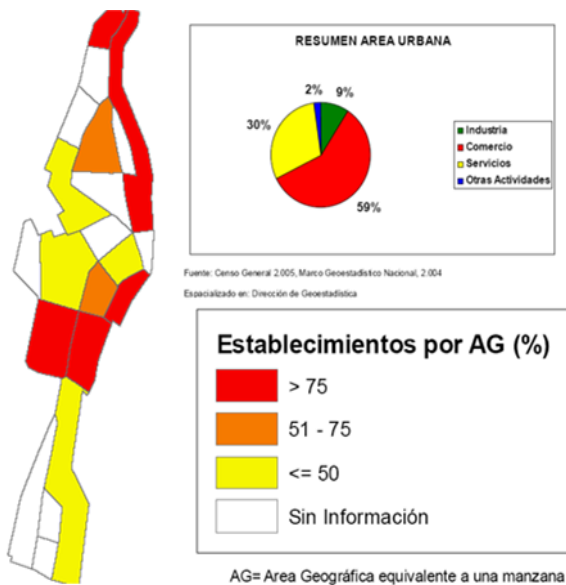 RESUMEN AREA URBANA
2%
9%
30%
59%
Industria
Comercio
Servicios
Otras Actividades
Fuente: Censo General 2.005, Marco Geoestadístico Nacional, 2.004
Espacializado en: Dirección de Geoestadística
Establecimientos por AG (%)
> 75
51 - 75
<= 50
Sin Información
AG= Area Geográfica equivalente a una manzana